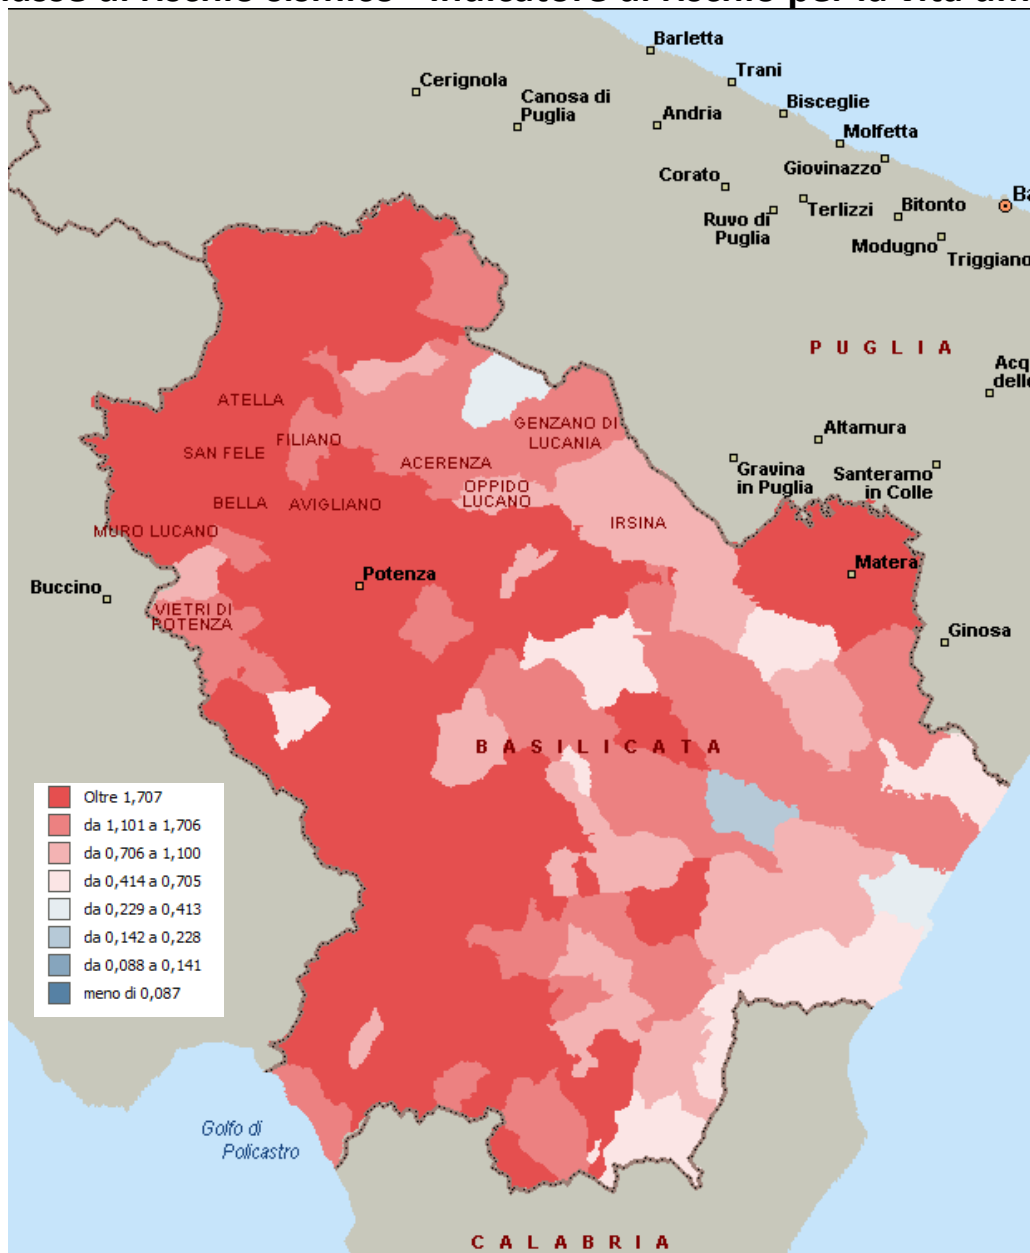 Barletta
Trani
Cerignola
Canosa di
Puglia
Bisceglie
Andria
Molfetta
Giovinazzo
Corato
Terlizzi
Bitonto
Ruvo di
Puglia
Modugno
Triggiano
PUGLIA
ATELLA
GENZANO DI
LUCANIA
Altamura
FILIANO
SAN FELE
ACERENZA
Gravina
in Puglia
Santeramo
in Colle
OPPIDO
LUCANO
BELLA
AVIGLIANO
IRSINA
MURO LUCANO
Matera
Potenza
Buccino
VIETRI DI
POTENZA
Ginosa
BASILICATA
Oltre 1,707
da 1,101 a 1,706
da 0,706 a 1,100
da 0,414 a 0,705
da 0,229 a 0,413
da 0,142 a 0,228
da 0,088 a 0,141
meno di 0,087
Golfo di
Policastro
CALABRIA